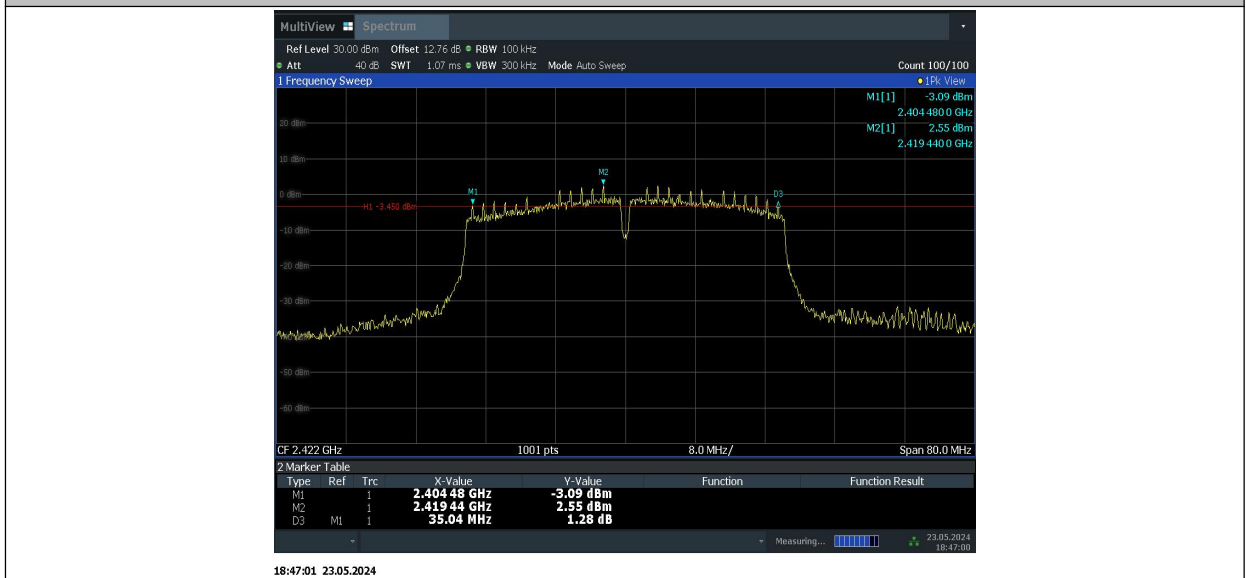 MultiView Spectrum
Ref Level 30.00 dBm Offset 12.76 dB RBW 100 kHz
Att 40 dB SWT 1.07 ms VBW 300 kHz Mode Auto Sweep Count 100/100
1 Frequency Sweep 1Pk View
M1[1] -3.09 dBm
2.404 480 0 GHz
M2[1] 2.55 dBm
2.419 440 0 GHz
20 dBm
10 dBm
M2
0 dBm
M1
D3
H1 -3.450 dBm
-10 dBm
-20 dBm
-30 dBm
-50 dBm
-60 dBm
CF 2.422 GHz 1001 pts 8.0 MHz/ Span 80.0 MHz
2 Marker Table
Type Ref Trc X-Value Y-Value Function Function Result
M1 1 2.404 48 GHz -3.09 dBm
M2 1 2.419 44 GHz 2.55 dBm
D3 M1 1 35.04 MHz 1.28 dB
Measuring... 23.05.2024
18:47:00
18:47:01 23.05.2024